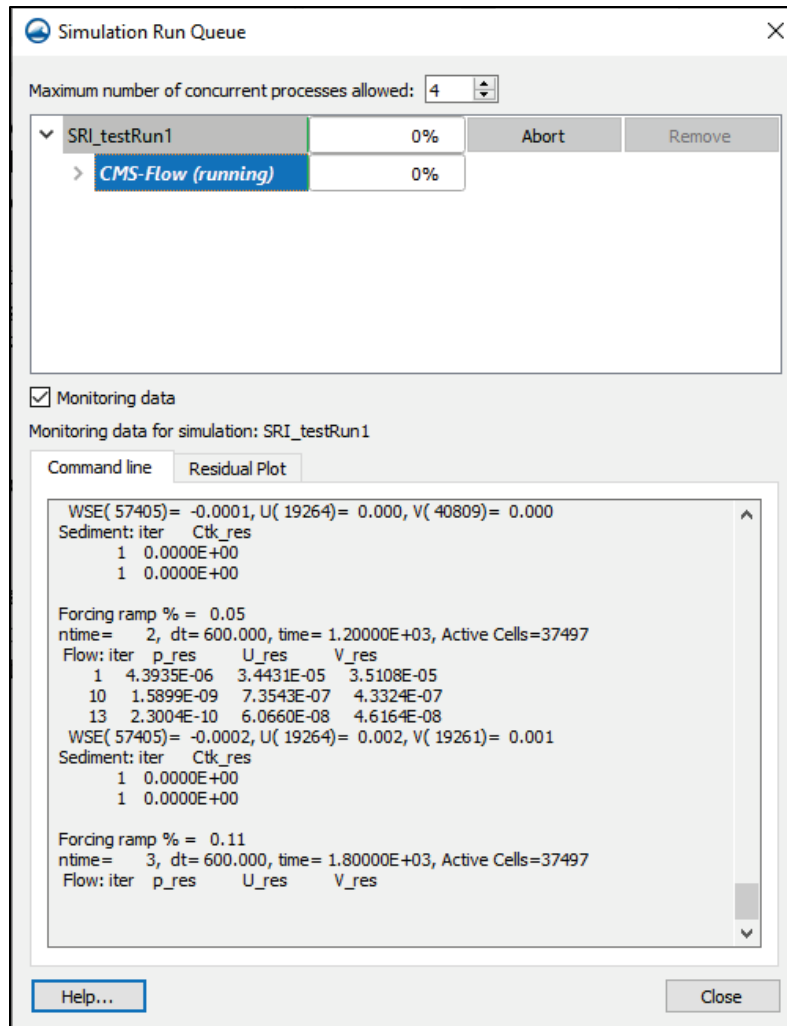 Simulation Run Queue
Maximum number of concurrent processes allowed: 4
SRI_testRun1 0% Abort Remove
CMS-Flow (running) 0%
Monitoring data
Monitoring data for simulation: SRI_testRun1
Command line Residual Plot
WSE( 57405)= -0.0001, U( 19264)= 0.000, V( 40809)= 0.000
Sediment: iter Ctk_res
1 0.0000E+00
1 0.0000E+00
Forcing ramp % = 0.05
ntime= 2, dt= 600.000, time= 1.20000E+03, Active Cells=37497
Flow: iter p_res U_res V_res
1 4.3935E-06 3.4431E-05 3.5108E-05
10 1.5899E-09 7.3543E-07 4.3324E-07
13 2.3004E-10 6.0660E-08 4.6164E-08
WSE( 57405)= -0.0002, U( 19264)= 0.002, V( 19261)= 0.001
Sediment: iter Ctk_res
1 0.0000E+00
1 0.0000E+00
Forcing ramp % = 0.11
ntime= 3, dt= 600.000, time= 1.80000E+03, Active Cells=37497
Flow: iter p_res U_res V_res
Help... Close